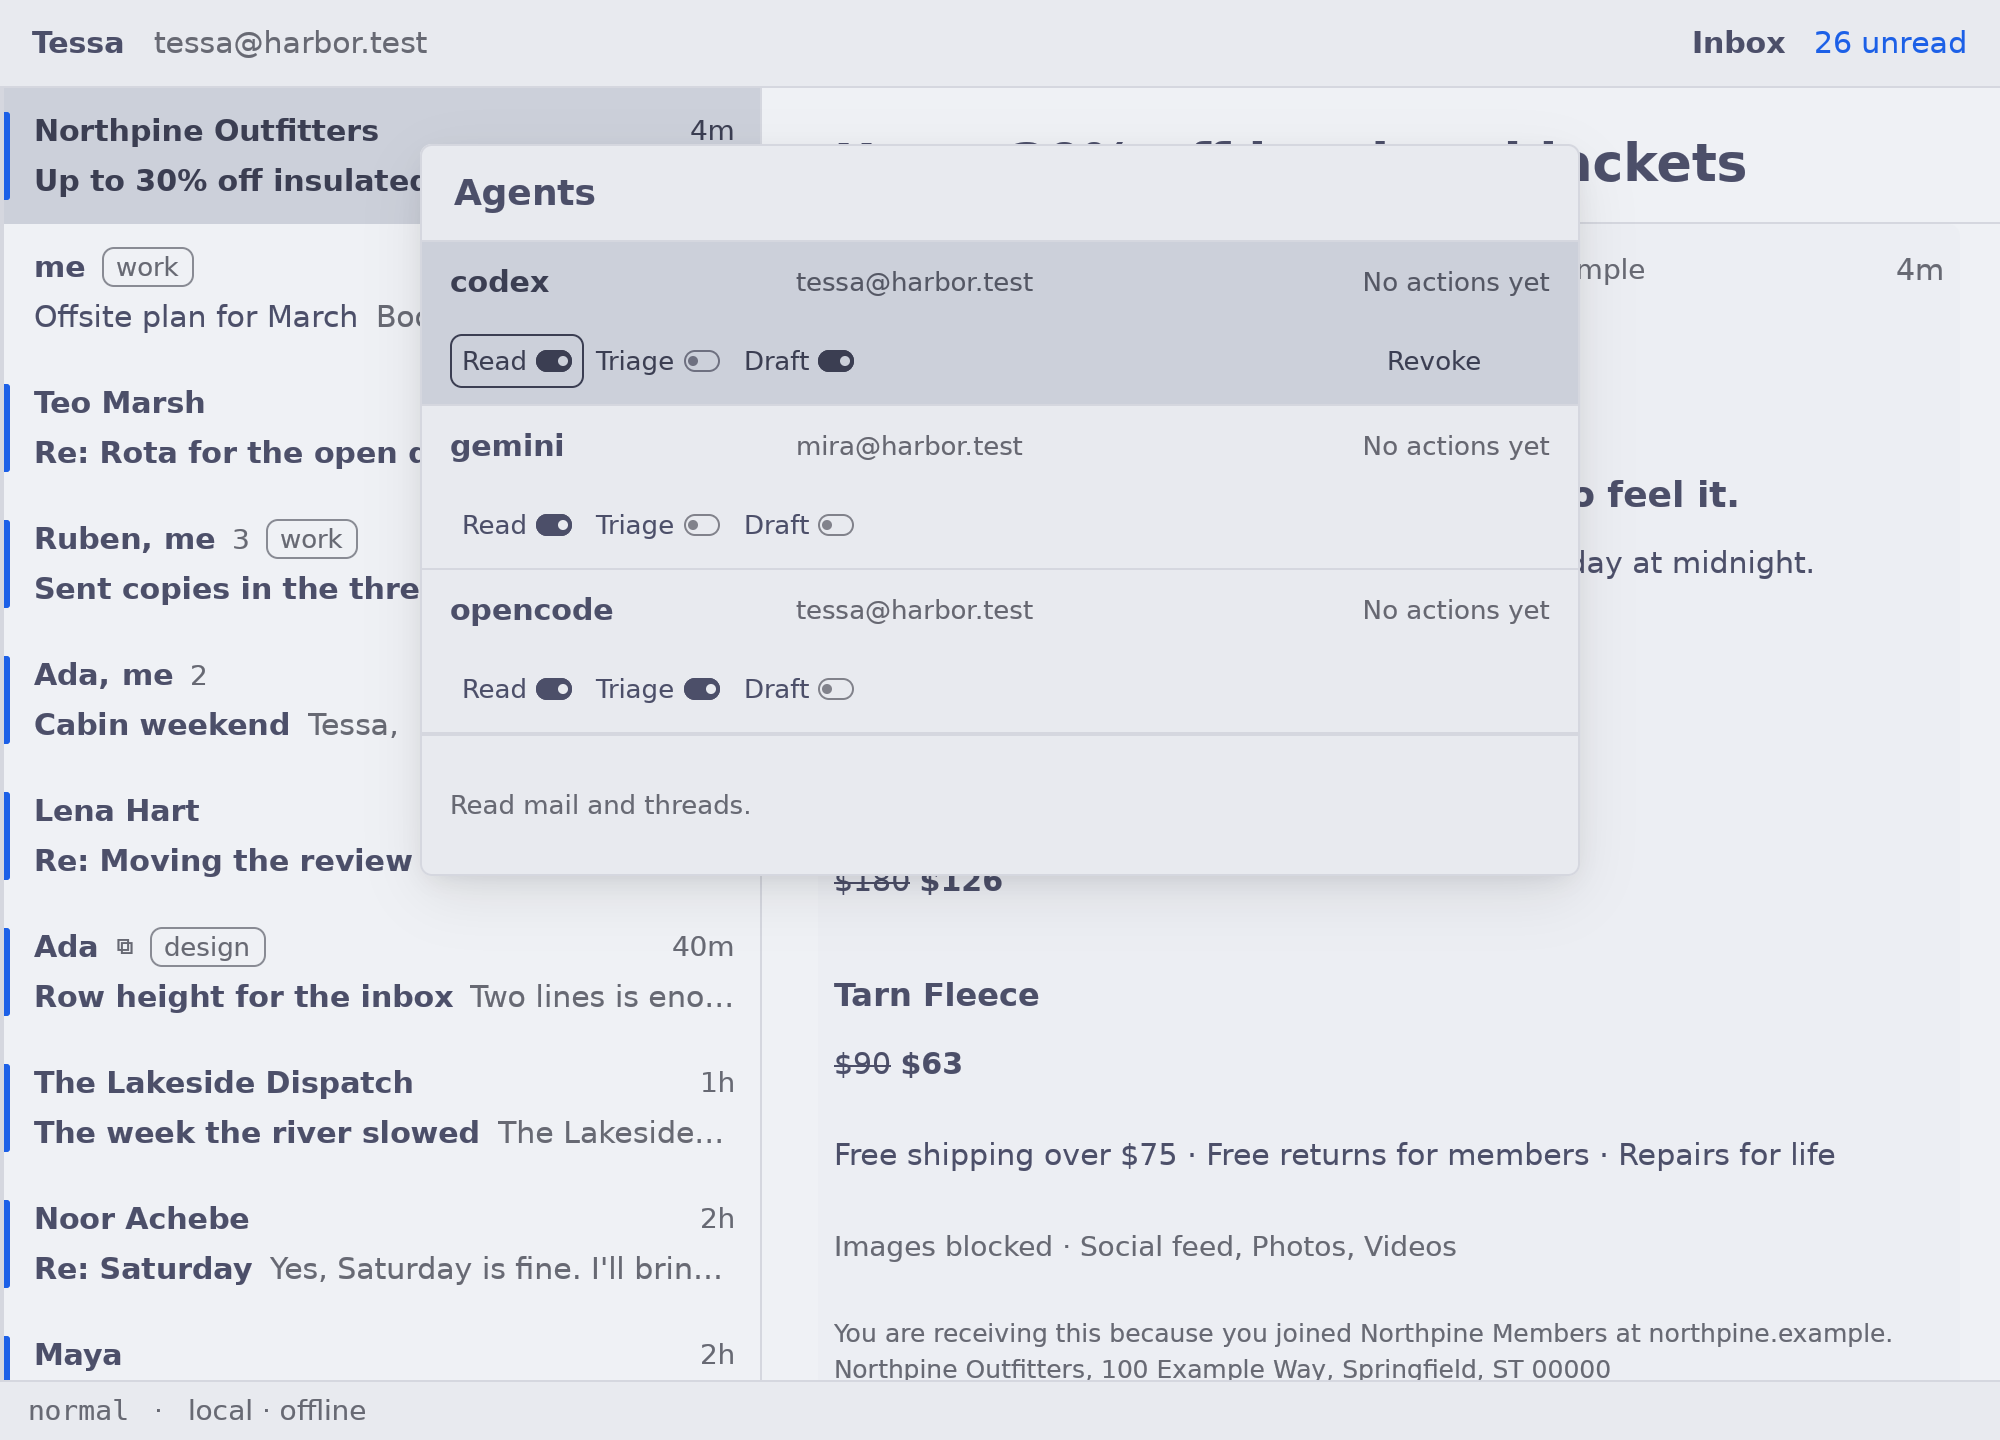 Tessa tessa@harbor.test
Inbox 26 unread
Northpine Outfitters 4m
Up to 30% off insulated
me work
Offsite plan for March
Teo Marsh
Re: Rota for the open
Ruben, me 3 work
Sent copies in the
Ada, me 2
Cabin weekend Tessa,
Lena Hart
Re: Moving the review
Ada design 40m
Row height for the inbox Two lines is eno…
The Lakeside Dispatch 1h
The week the river slowed The Lakeside…
Noor Achebe 2h
Re: Saturday Yes, Saturday is fine. I'll brin…
Maya 2h
Agents
codex tessa@harbor.test No actions yet
Read Triage Draft Revoke
gemini mira@harbor.test No actions yet
Read Triage Draft
opencode tessa@harbor.test No actions yet
Read Triage Draft
Read mail and threads.
4m
feel it.
at midnight.
$180 $126
Tarn Fleece
$90 $63
Free shipping over $75 · Free returns for members · Repairs for life
Images blocked · Social feed, Photos, Videos
You are receiving this because you joined Northpine Members at northpine.example.
Northpine Outfitters, 100 Example Way, Springfield, ST 00000
normal · local · offline